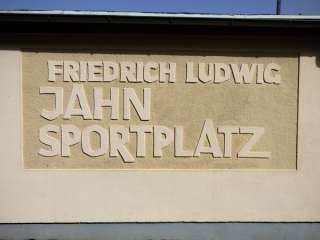 FRIEDRICH LUDWIG
JAHN
SPORTPLATZ